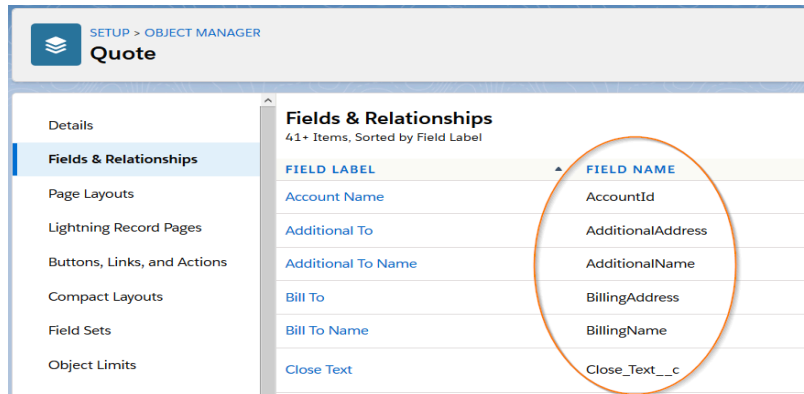 SETUP > OBJECT MANAGER
Quote
Details
Fields & Relationships
Page Layouts
Lightning Record Pages
Buttons, Links, and Actions
Compact Layouts
Field Sets
Object Limits
Fields & Relationships
41+ Items, Sorted by Field Label
FIELD LABEL FIELD NAME
Account Name AccountId
Additional To AdditionalAddress
Additional To Name AdditionalName
Bill To BillingAddress
Bill To Name BillingName
Close Text Close_Text__c